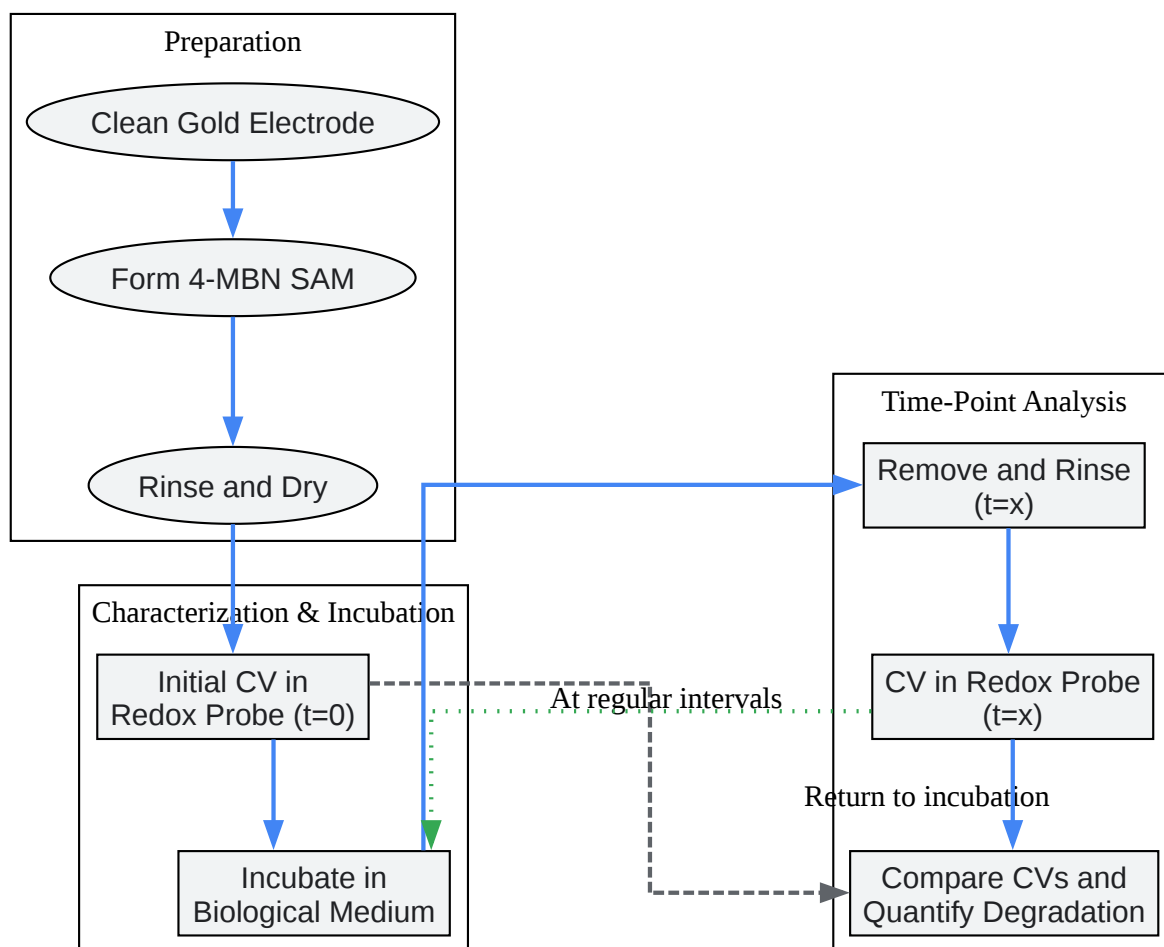 Preparation
Clean Gold Electrode
Form 4-MBN SAM
Rinse and Dry
Characterization & Incubation
Initial CV in
Redox Probe (t=0)
Incubate in
Biological Medium
At regular intervals
Time-Point Analysis
Remove and Rinse
(t=x)
CV in Redox Probe
(t=x)
Return to incubation
Compare CVs and
Quantify Degradation